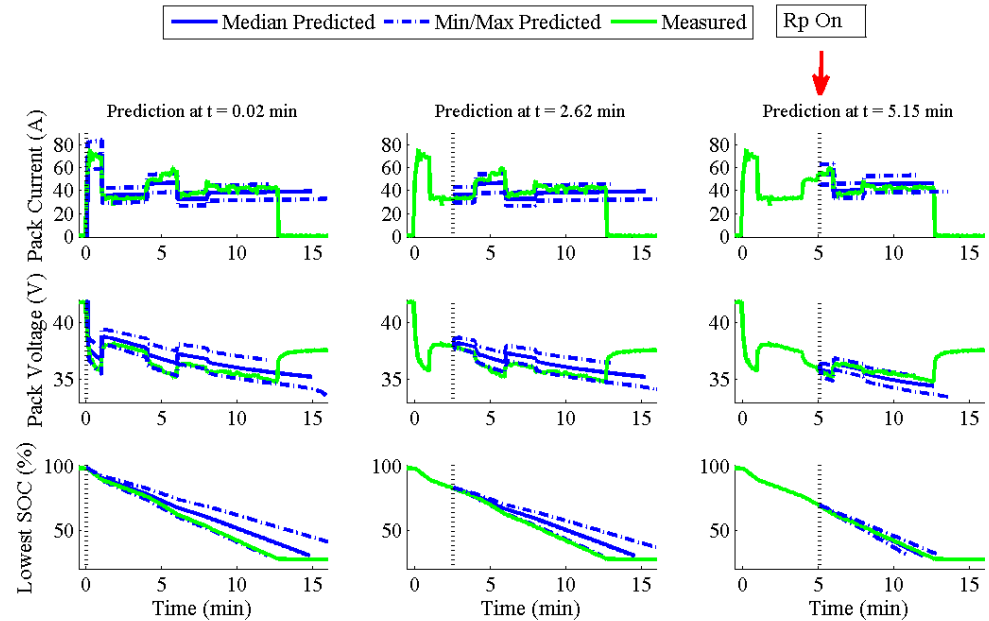 Median Predicted Min/Max Predicted Measured Rp On
Prediction at t = 0.02 min Prediction at t = 2.62 min Prediction at t = 5.15 min
Pack Current (A)
80 80 80
60 60 60
40 40 40
20 20 20
0 0 0
0 5 10 15 0 5 10 15 0 5 10 15
Pack Voltage (V)
40 40 40
35 35 35
0 5 10 15 0 5 10 15 0 5 10 15
Lowest SOC (%)
100 100 100
50 50 50
0 5 10 15 0 5 10 15 0 5 10 15
Time (min) Time (min) Time (min)